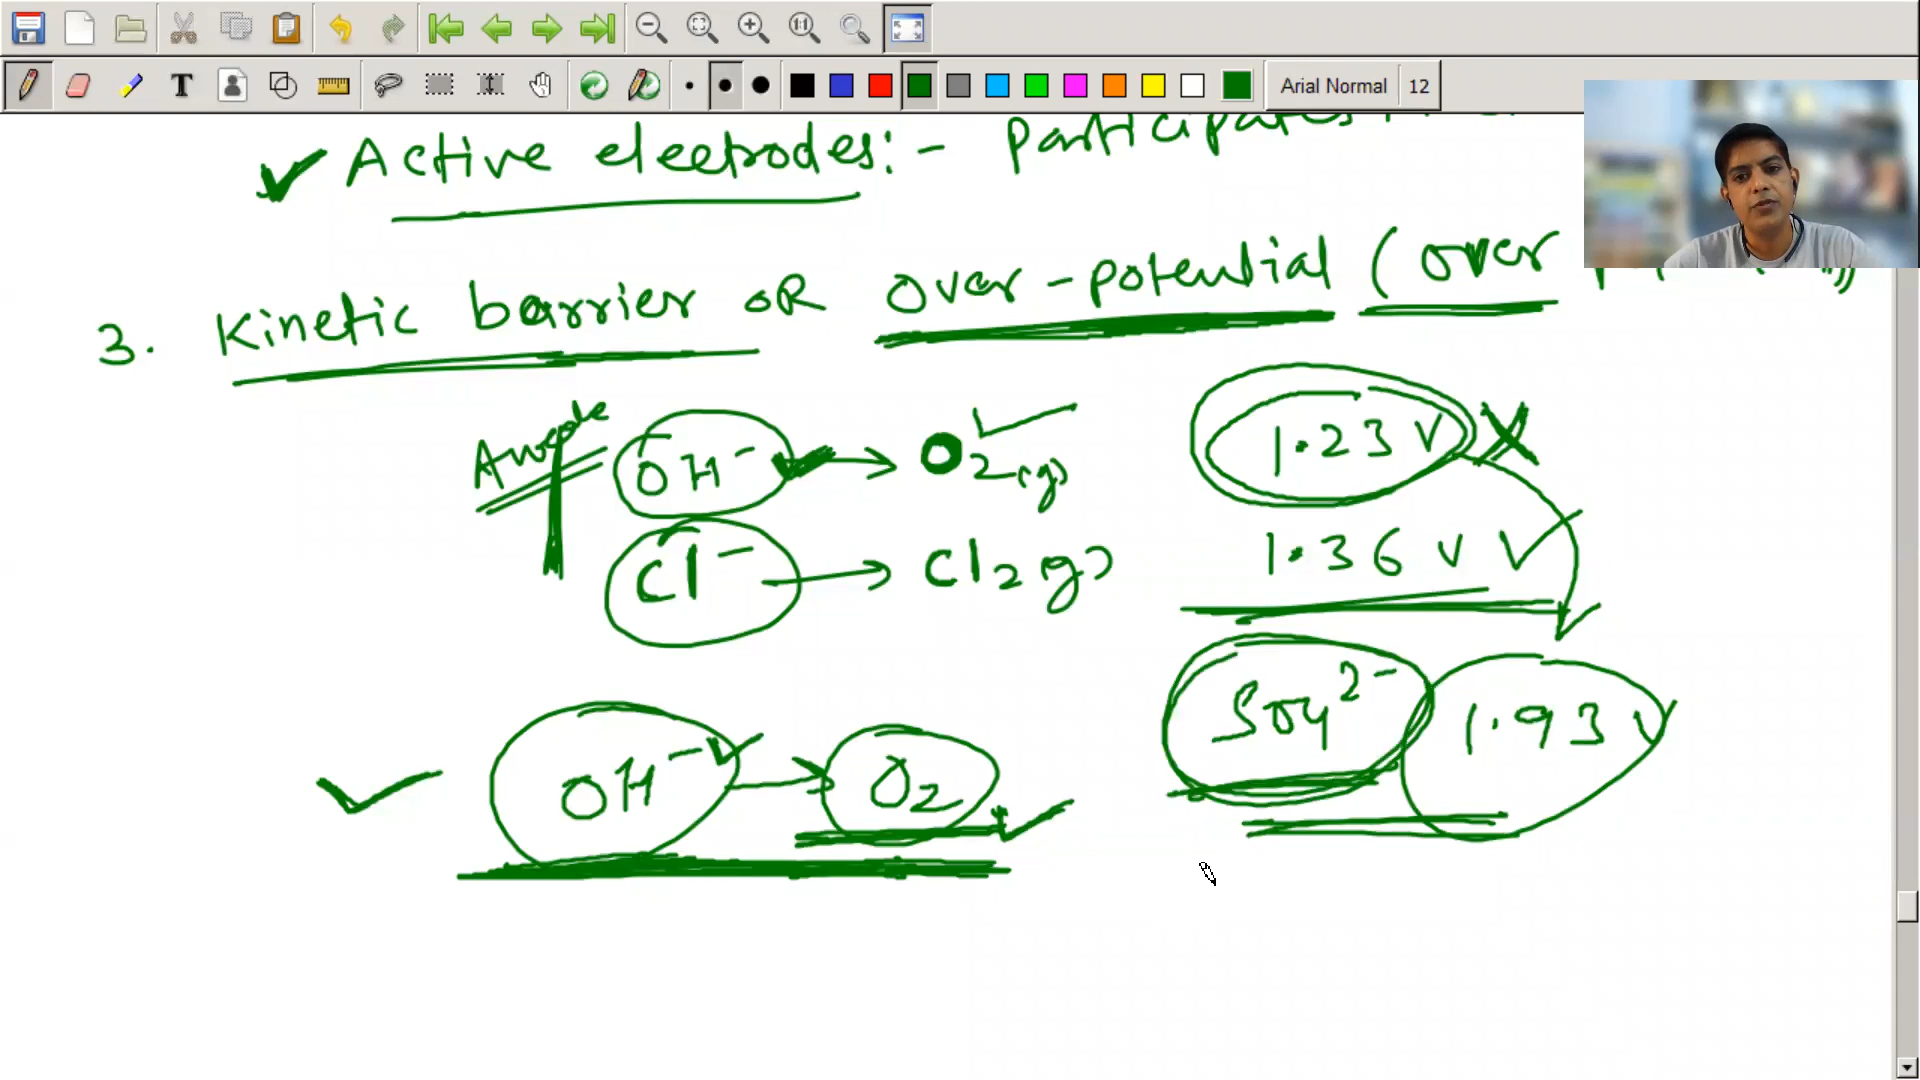 Arial Normal 12
✓ Active electrodes:- Participates
3. Kinetic barrier OR over-potential (over
Anode OH⁻ → O₂(g) 1.23 V
Cl⁻ → Cl₂(g) 1.36 V
SO₄²⁻ 1.93 V
OH⁻ → O₂